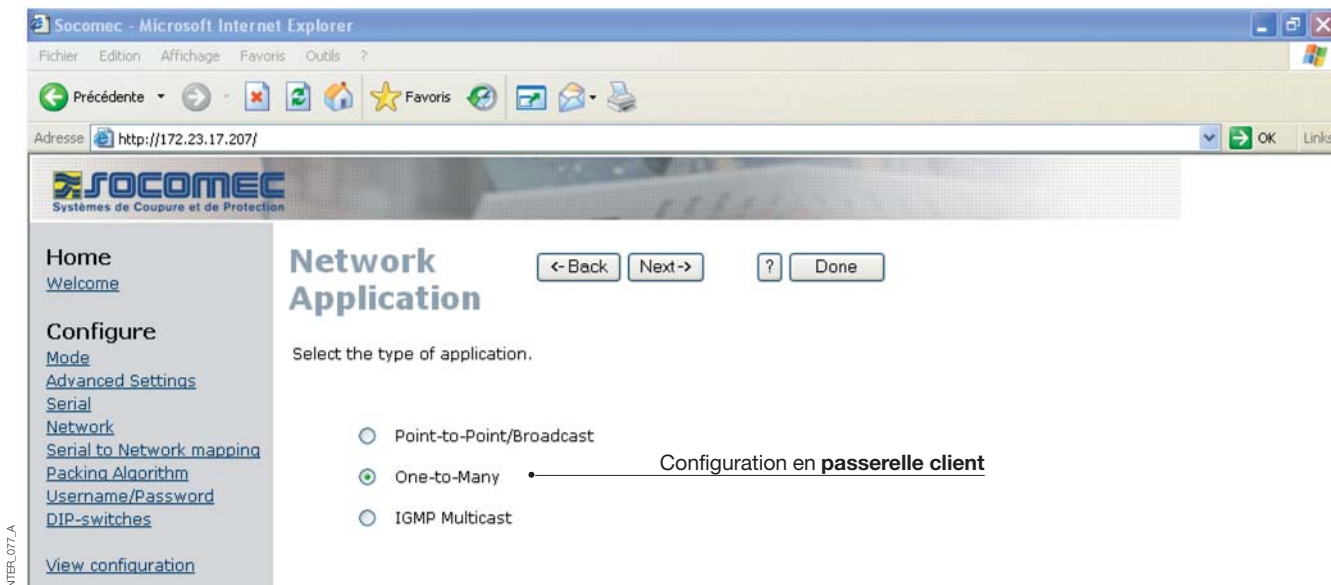 Socomec - Microsoft Internet Explorer
Fichier Edition Affichage Favoris Outils ?
Précédente Favoris
Adresse http://172.23.17.207/ OK Links
SOCOMEC
Systèmes de Coupure et de Protection
Home
Welcome
Configure
Mode
Advanced Settings
Serial
Network
Serial to Network mapping
Packing Algorithm
Username/Password
DIP-switches
View configuration
Network Application
<-Back Next-> ? Done
Select the type of application.
Point-to-Point/Broadcast
One-to-Many Configuration en passerelle client
IGMP Multicast
NTER_077_A